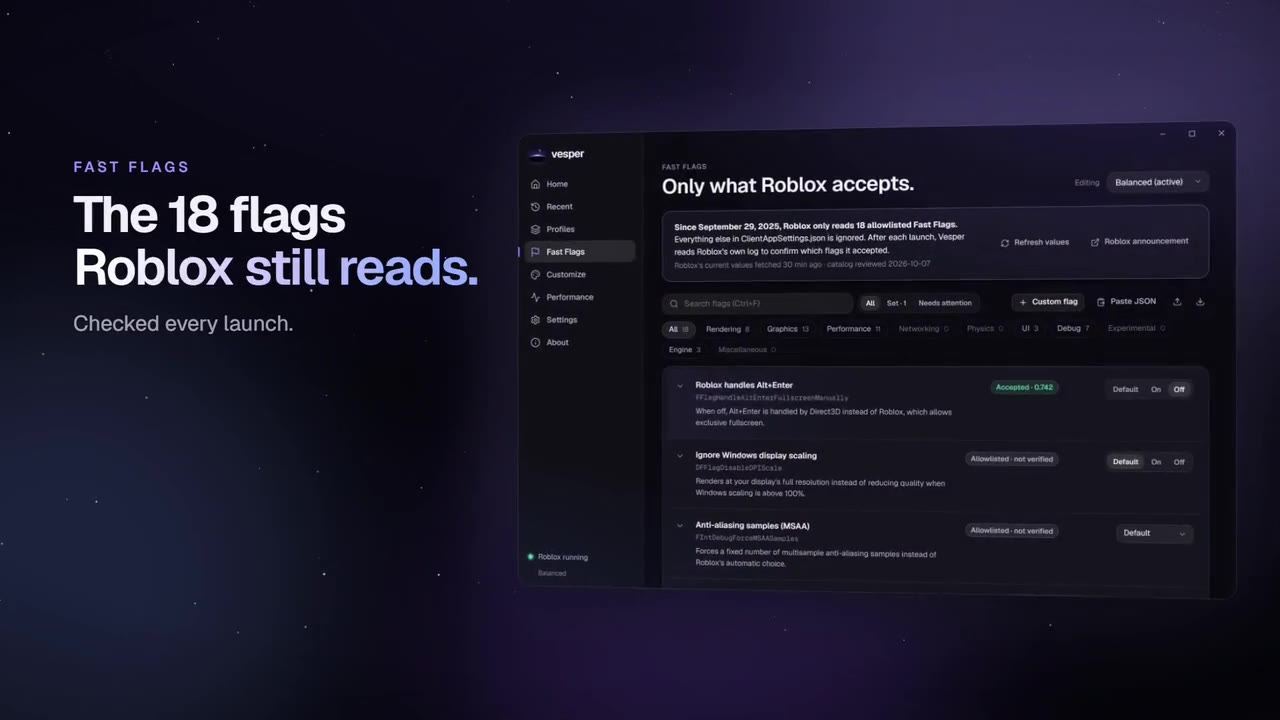 FAST FLAGS
The 18 flags
Roblox still reads.
Checked every launch.
vesper
Home
Recent
Profiles
Fast Flags
Customize
Performance
Settings
About
Roblox running
Balanced
FAST FLAGS
Only what Roblox accepts.
Editing
Balanced (active)
Since September 29, 2025, Roblox only reads 18 allowlisted Fast Flags.
Everything else in ClientAppSettings.json is ignored. After each launch, Vesper
reads Roblox's own log to confirm which flags it accepted.
Roblox's current values fetched 30 min ago · catalog reviewed 2026-10-07
Refresh values
Roblox announcement
Search flags (Ctrl+F)
All Set · 1 Needs attention
+ Custom flag
Paste JSON
All 18 Rendering 8 Graphics 13 Performance 11 Networking 0 Physics 0 UI 3 Debug 7 Experimental 0
Engine 3 Miscellaneous 0
Roblox handles Alt+Enter
FFlagHandleAltEnterFullscreenManually
When off, Alt+Enter is handled by Direct3D instead of Roblox, which allows
exclusive fullscreen.
Accepted · 0.742
Default On Off
Ignore Windows display scaling
DFFlagDisableDPIScale
Renders at your display's full resolution instead of reducing quality when
Windows scaling is above 100%.
Allowlisted · not verified
Default On Off
Anti-aliasing samples (MSAA)
FIntDebugForceMSAASamples
Forces a fixed number of multisample anti-aliasing samples instead of
Roblox's automatic choice.
Allowlisted · not verified
Default